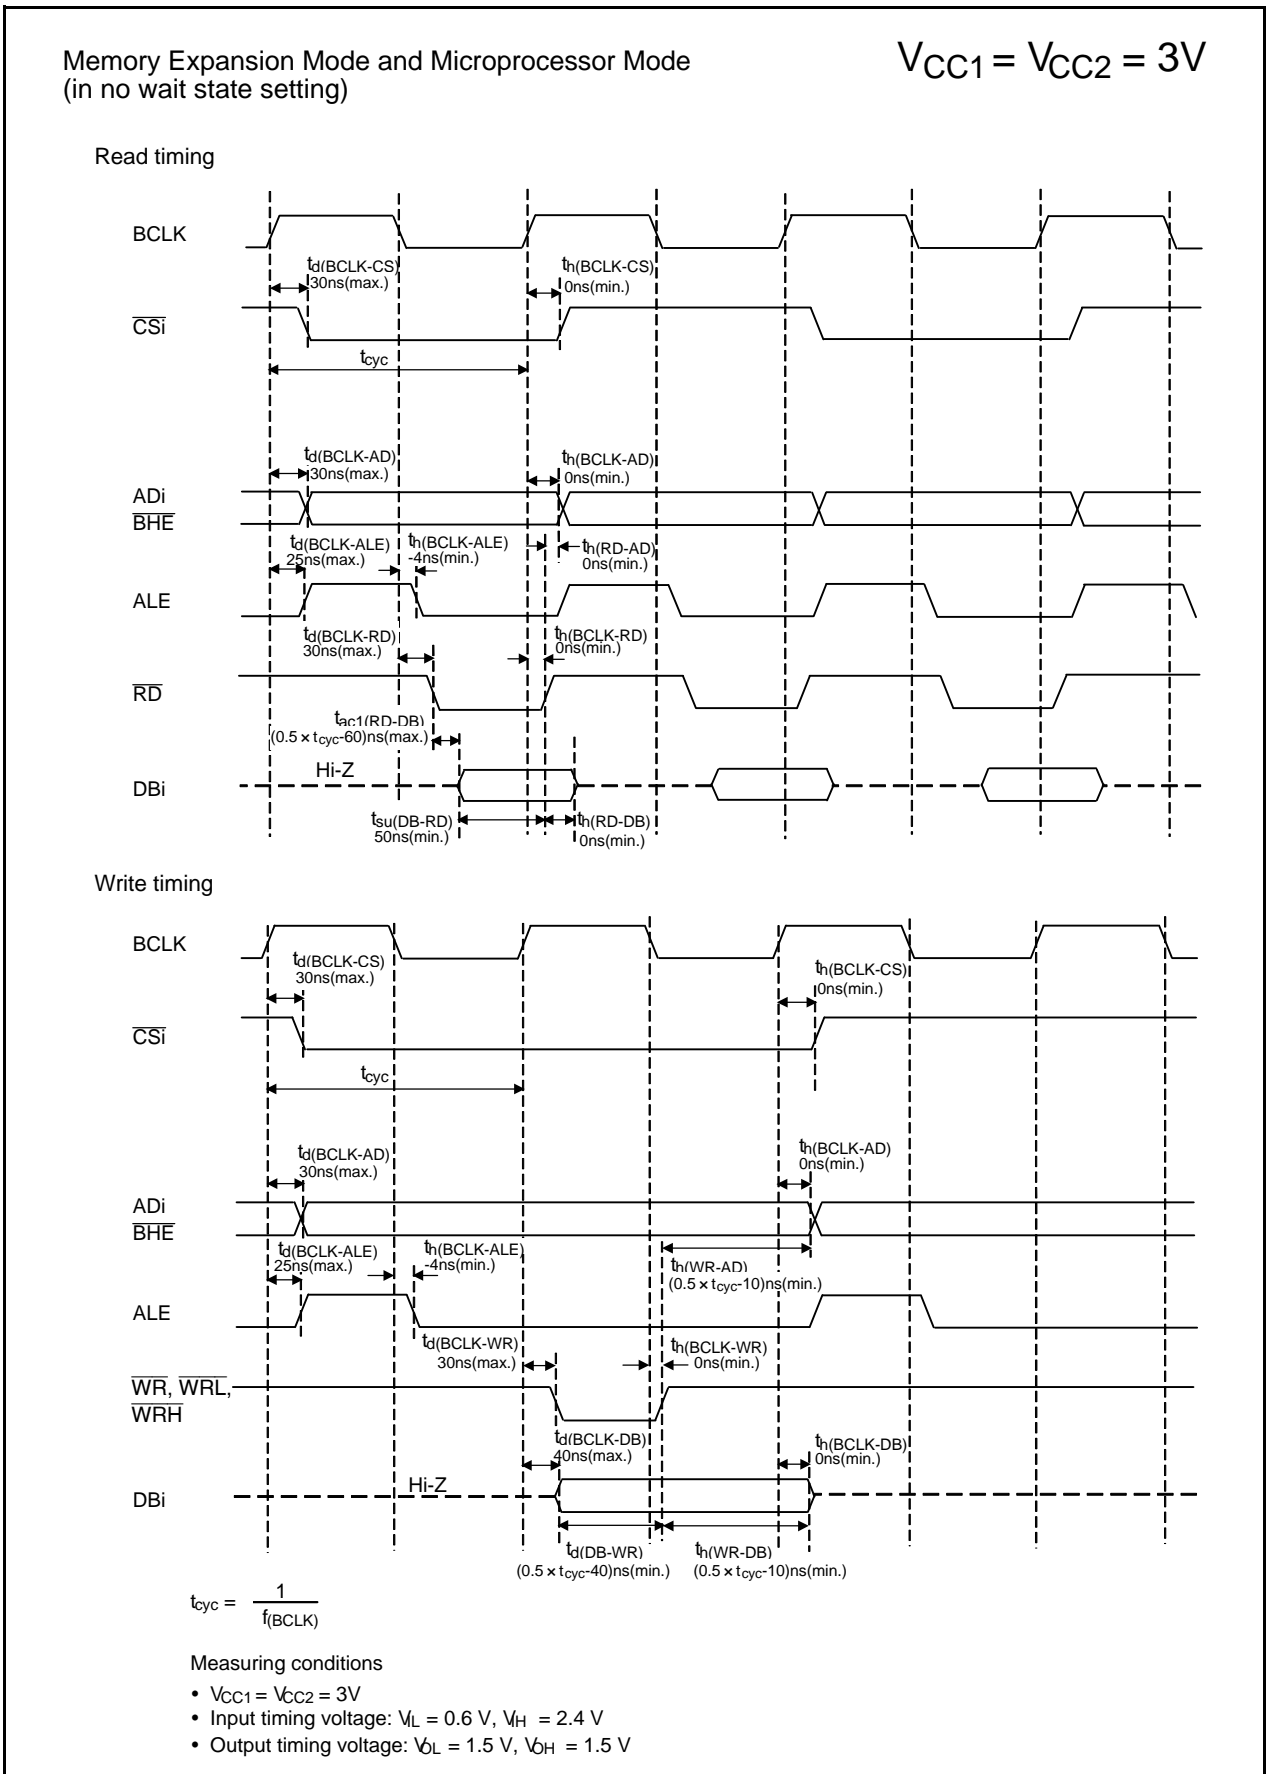 Memory Expansion Mode and Microprocessor Mode
(in no wait state setting)
VCC1 = VCC2 = 3V
Read timing
BCLK
td(BCLK-CS)
30ns(max.)
th(BCLK-CS)
0ns(min.)
CSi
tcyc
td(BCLK-AD)
30ns(max.)
th(BCLK-AD)
0ns(min.)
ADi
BHE
td(BCLK-ALE)
25ns(max.)
th(BCLK-ALE)
-4ns(min.)
th(RD-AD)
0ns(min.)
ALE
td(BCLK-RD)
30ns(max.)
th(BCLK-RD)
0ns(min.)
RD
tac1(RD-DB)
(0.5 × tcyc-60)ns(max.)
Hi-Z
DBi
tsu(DB-RD)
50ns(min.)
th(RD-DB)
0ns(min.)
Write timing
BCLK
td(BCLK-CS)
30ns(max.)
th(BCLK-CS)
0ns(min.)
CSi
tcyc
td(BCLK-AD)
30ns(max.)
th(BCLK-AD)
0ns(min.)
ADi
BHE
td(BCLK-ALE)
25ns(max.)
th(BCLK-ALE)
-4ns(min.)
th(WR-AD)
(0.5 × tcyc-10)ns(min.)
ALE
td(BCLK-WR)
30ns(max.)
th(BCLK-WR)
0ns(min.)
WR, WRL,
WRH
td(BCLK-DB)
40ns(max.)
th(BCLK-DB)
0ns(min.)
Hi-Z
DBi
td(DB-WR)
(0.5 × tcyc-40)ns(min.)
th(WR-DB)
(0.5 × tcyc-10)ns(min.)
tcyc = 1
f(BCLK)
Measuring conditions
• VCC1 = VCC2 = 3V
• Input timing voltage: VIL = 0.6 V, VIH = 2.4 V
• Output timing voltage: VOL = 1.5 V, VOH = 1.5 V